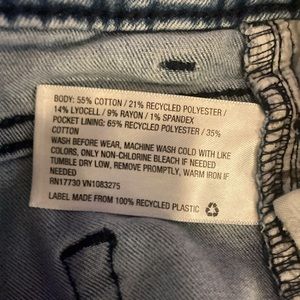 BODY: 55% COTTON / 21% RECYCLED POLYESTER /
14% LYOCELL / 9% RAYON / 1% SPANDEX
POCKET LINING: 65% RECYCLED POLYESTER / 35%
COTTON
WASH BEFORE WEAR, MACHINE WASH COLD WITH LIKE
COLORS, ONLY NON-CHLORINE BLEACH IF NEEDED
TUMBLE DRY LOW, REMOVE PROMPTLY, WARM IRON IF
NEEDED
RN17730 VN1083275
LABEL MADE FROM 100% RECYCLED PLASTIC